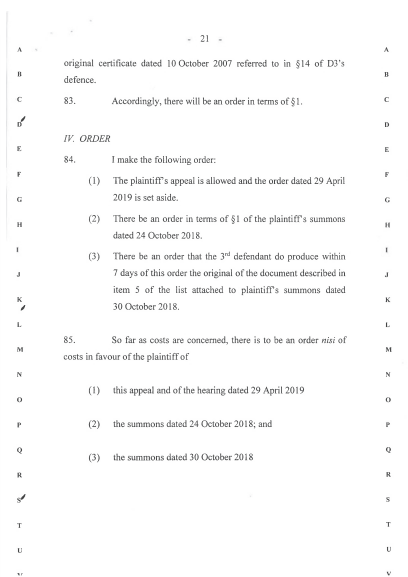 - 21 -
A A
original certificate dated 10 October 2007 referred to in §14 of D3's
B B
defence.
C 83. Accordingly, there will be an order in terms of §1. C
D D
IV. ORDER
E E
84. I make the following order:
F (1) The plaintiff's appeal is allowed and the order dated 29 April F
G 2019 is set aside. G
H (2) There be an order in terms of §1 of the plaintiff's summons H
dated 24 October 2018.
I I
(3) There be an order that the 3rd defendant do produce within
J 7 days of this order the original of the document described in J
K item 5 of the list attached to plaintiff's summons dated K
30 October 2018.
L L
85. So far as costs are concerned, there is to be an order nisi of
M M
costs in favour of the plaintiff of
N N
(1) this appeal and of the hearing dated 29 April 2019
O O
P (2) the summons dated 24 October 2018; and P
Q Q
(3) the summons dated 30 October 2018
R R
S S
T T
U U
V V